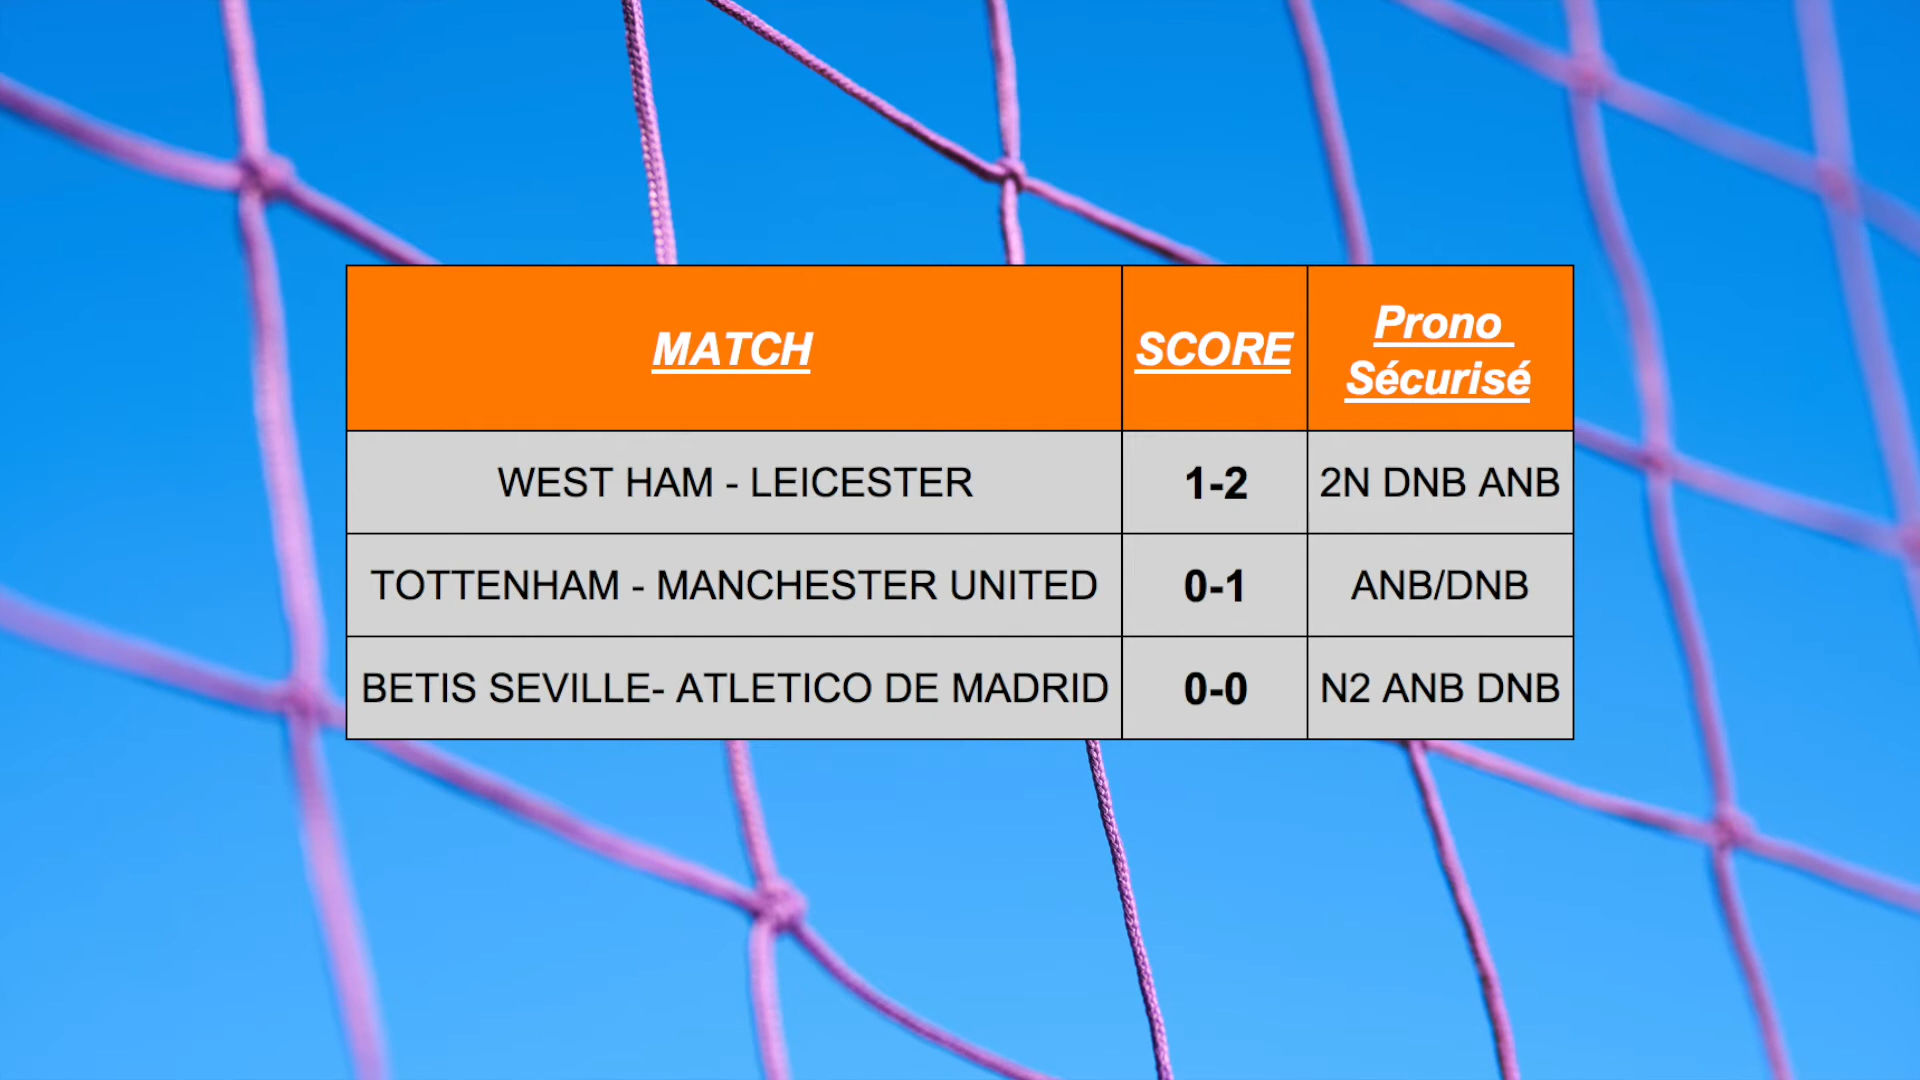 MATCH
SCORE
Prono
Sécurisé
WEST HAM - LEICESTER
1-2
2N DNB ANB
TOTTENHAM - MANCHESTER UNITED
0-1
ANB/DNB
BETIS SEVILLE- ATLETICO DE MADRID
0-0
N2 ANB DNB